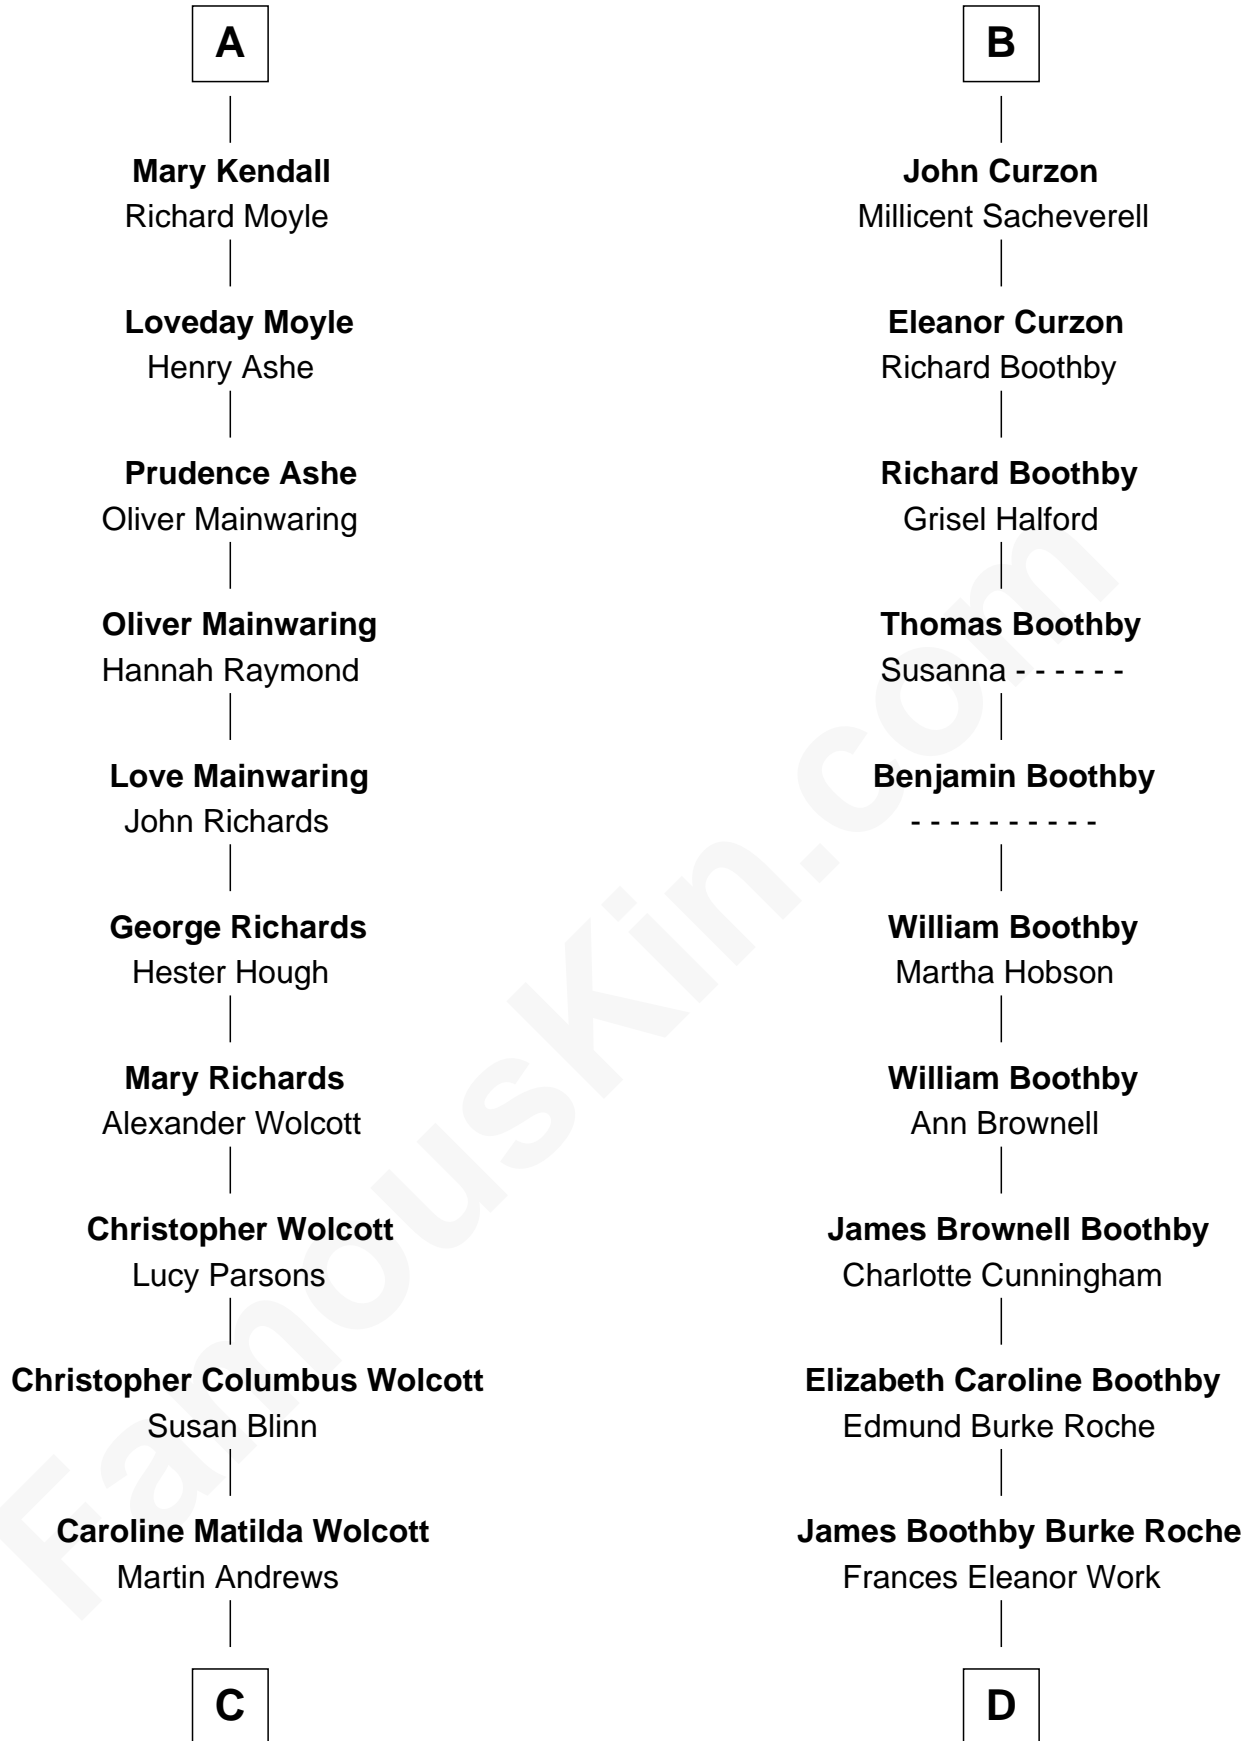 A
Mary Kendall
Richard Moyle
Loveday Moyle
Henry Ashe
Prudence Ashe
Oliver Mainwaring
Oliver Mainwaring
Hannah Raymond
Love Mainwaring
John Richards
George Richards
Hester Hough
Mary Richards
Alexander Wolcott
Christopher Wolcott
Lucy Parsons
Christopher Columbus Wolcott
Susan Blinn
Caroline Matilda Wolcott
Martin Andrews
C
B
John Curzon
Millicent Sacheverell
Eleanor Curzon
Richard Boothby
Richard Boothby
Grisel Halford
Thomas Boothby
Susanna - - - - - -
Benjamin Boothby
- - - - - - - - - -
William Boothby
Martha Hobson
William Boothby
Ann Brownell
James Brownell Boothby
Charlotte Cunningham
Elizabeth Caroline Boothby
Edmund Burke Roche
James Boothby Burke Roche
Frances Eleanor Work
D
FamousKin.com